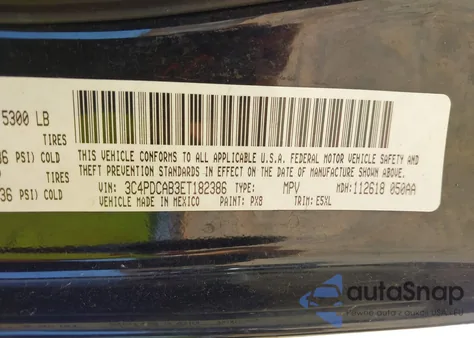 5300 LB
TIRES
36 PSI) COLD
TIRES
36 PSI) COLD
THIS VEHICLE CONFORMS TO ALL APPLICABLE U.S.A. FEDERAL MOTOR VEHICLE SAFETY AND
THEFT PREVENTION STANDARDS IN EFFECT ON THE DATE OF MANUFACTURE SHOWN ABOVE.
VIN: 3C4PDCAB3ET182386 TYPE: MPV MDH: 112618 050AA
VEHICLE MADE IN MEXICO PAINT: PX8 TRIM: E5XL
autoSnap